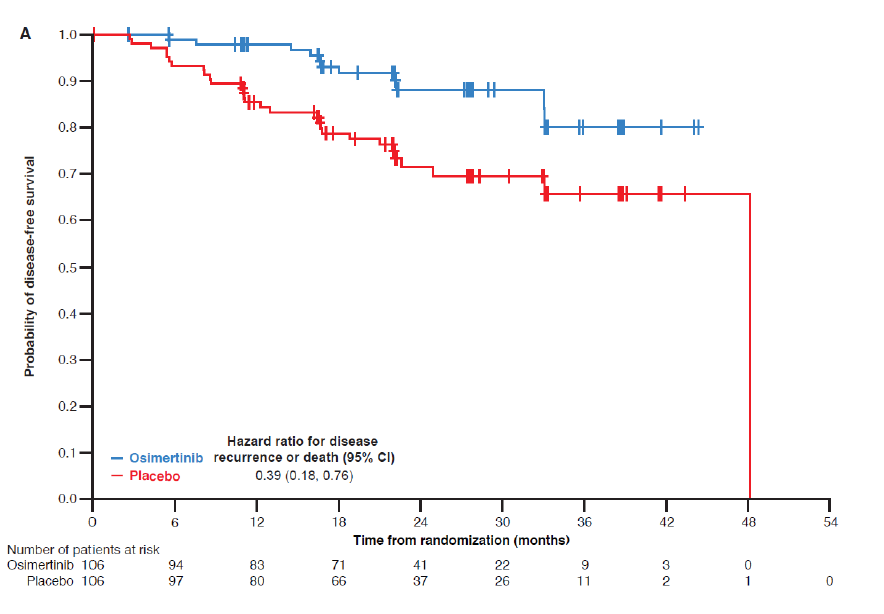 A
1.0
0.9
0.8
0.7
0.6
0.5
0.4
0.3
0.2
0.1
0.0
Probability of disease-free survival
Hazard ratio for disease
Osimertinib recurrence or death (95% CI)
Placebo 0.39 (0.18, 0.76)
0 6 12 18 24 30 36 42 48 54
Time from randomization (months)
Number of patients at risk
Osimertinib 106 94 83 71 41 22 9 3 0
Placebo 106 97 80 66 37 26 11 2 1 0